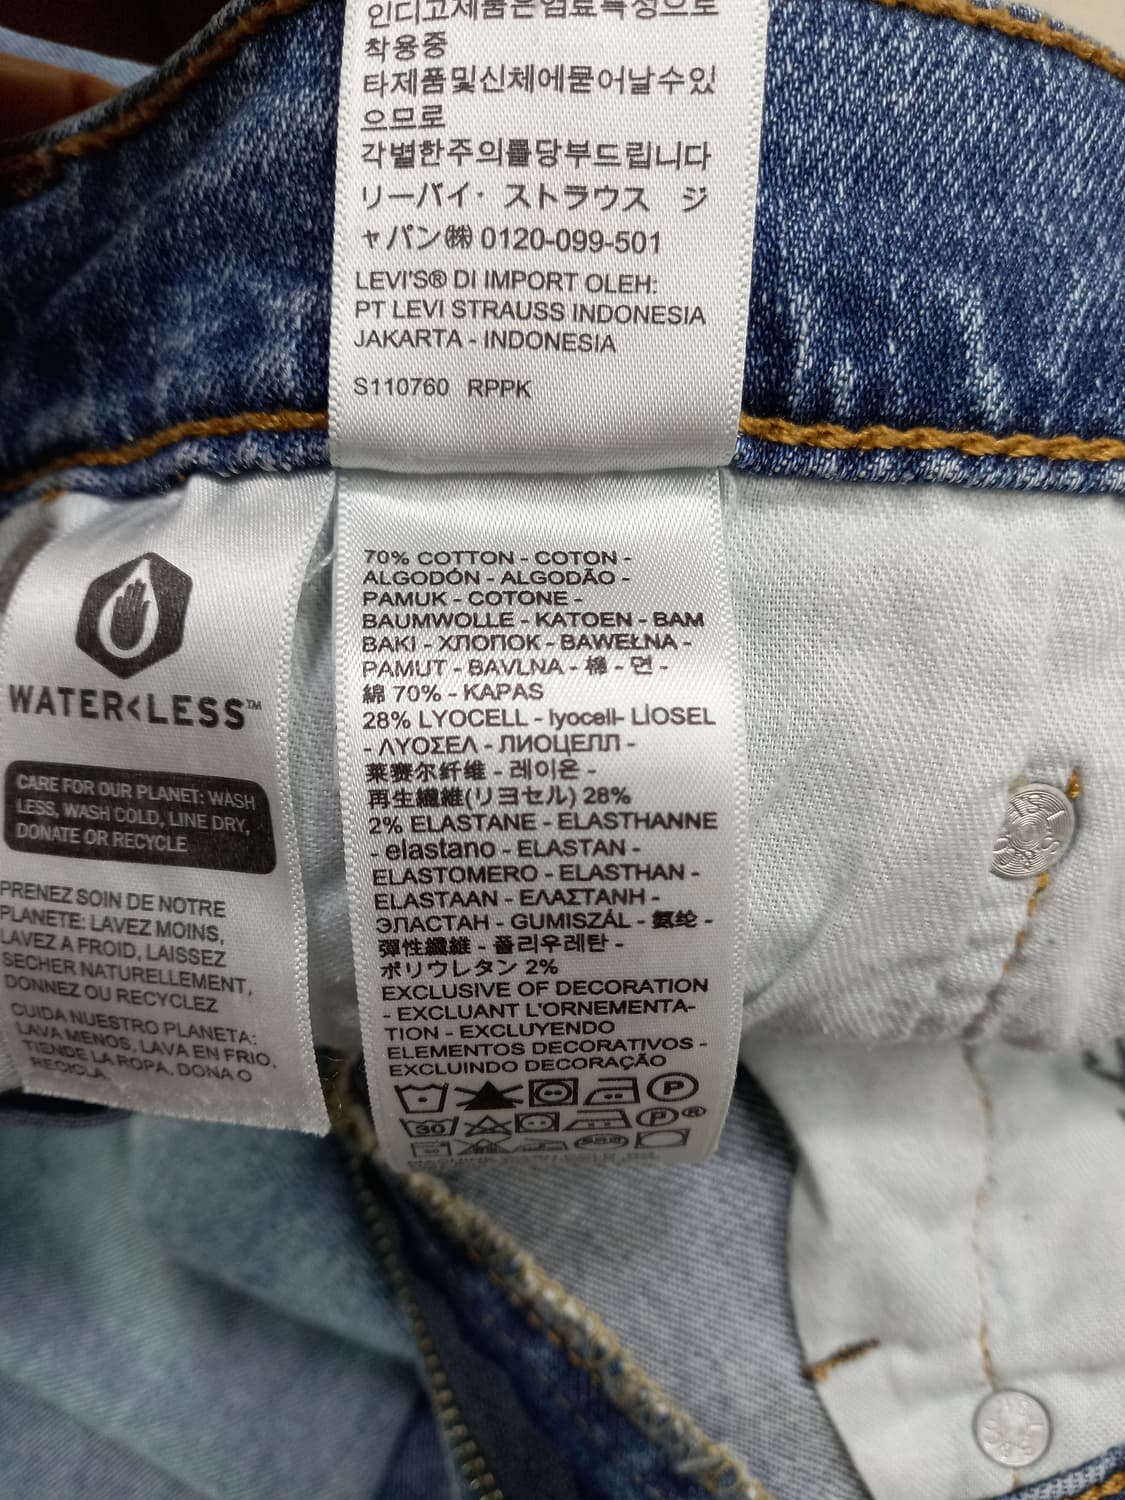 인디고제품은염료특성으로
착용중
타제품및신체에묻어날수있
으므로
각별한주의를당부드립니다
リーバイ・ストラウス ジ
ャパン㈱ 0120-099-501
LEVI'S® DI IMPORT OLEH:
PT LEVI STRAUSS INDONESIA
JAKARTA - INDONESIA
S110760 RPPK
WATER<LESS™
CARE FOR OUR PLANET: WASH
LESS, WASH COLD, LINE DRY,
DONATE OR RECYCLE
PRENEZ SOIN DE NOTRE
PLANETE: LAVEZ MOINS,
LAVEZ A FROID, LAISSEZ
SECHER NATURELLEMENT,
DONNEZ OU RECYCLEZ
CUIDA NUESTRO PLANETA:
LAVA MENOS, LAVA EN FRIO,
TIENDE LA ROPA, DONA O
RECICLA.
70% COTTON - COTON -
ALGODÓN - ALGODÃO -
PAMUK - COTONE -
BAUMWOLLE - KATOEN - BAM
BAKI - ХЛОПОК - BAWEŁNA -
PAMUT - BAVLNA - 棉 - 면 -
綿 70% - KAPAS
28% LYOCELL - lyocell- LİOSEL
- ΛΥΟΣΕΛ - ЛИОЦЕЛЛ -
莱赛尔纤维 - 레이온 -
再生繊維(リヨセル) 28%
2% ELASTANE - ELASTHANNE
- elastano - ELASTAN -
ELASTOMERO - ELASTHAN -
ELASTAAN - ΕΛΑΣΤΑΝΗ -
ЭЛАСТАН - GUMISZÁL - 氨纶 -
彈性纖維 - 폴리우레탄 -
ポリウレタン 2%
EXCLUSIVE OF DECORATION
- EXCLUANT L'ORNEMENTA-
TION - EXCLUYENDO
ELEMENTOS DECORATIVOS -
EXCLUINDO DECORAÇÃO
P
30 P ®